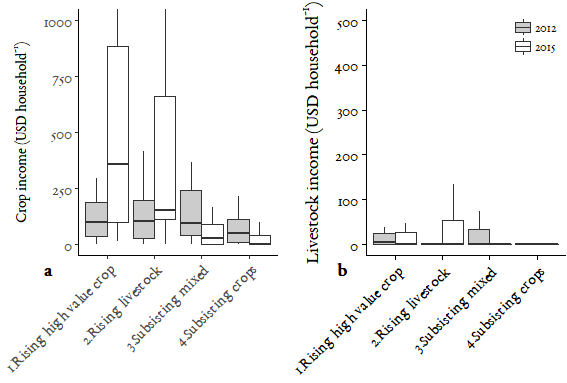 Crop income (USD household⁻¹)
1000
750
500
250
0
a
1.Rising high value crop
2.Rising livestock
3.Subsisting mixed
4.Subsisting crops
Livestock income (USD household⁻¹)
500
400
300
200
100
0
b
1.Rising high value crop
2.Rising livestock
3.Subsisting mixed
4.Subsisting crops
2012
2015